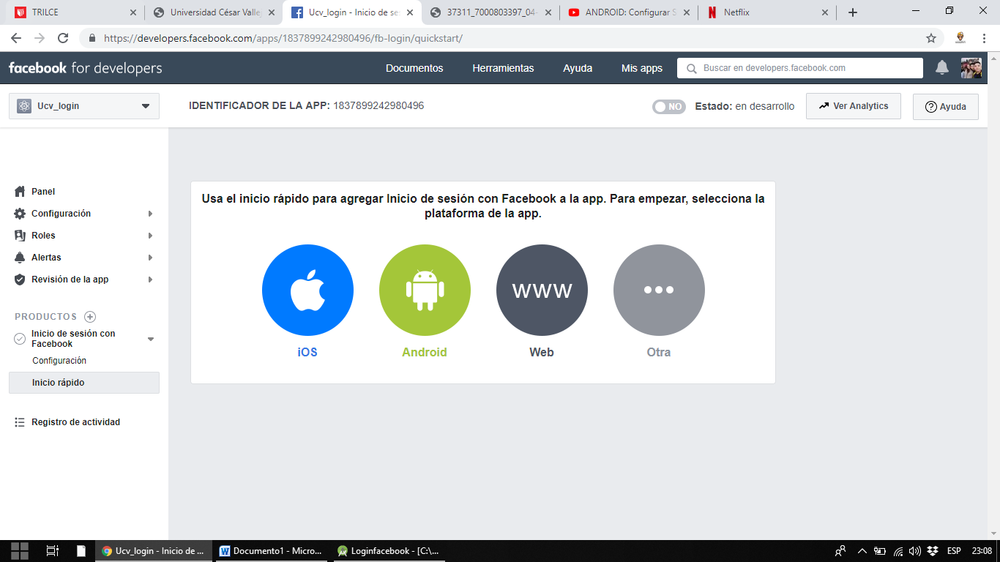 TRILCE
Universidad César Valle
Ucv_login - Inicio de se
37311_7000803397_04-
ANDROID: Configurar S
Netflix
https://developers.facebook.com/apps/1837899242980496/fb-login/quickstart/
facebook for developers
Documentos
Herramientas
Ayuda
Mis apps
Buscar en developers.facebook.com
Ucv_login
IDENTIFICADOR DE LA APP: 1837899242980496
NO
Estado: en desarrollo
Ver Analytics
Ayuda
Panel
Configuración
Roles
Alertas
Revisión de la app
PRODUCTOS
Inicio de sesión con
Facebook
Configuración
Inicio rápido
Registro de actividad
Usa el inicio rápido para agregar Inicio de sesión con Facebook a la app. Para empezar, selecciona la
plataforma de la app.
WWW
iOS
Android
Web
Otra
Ucv_login - Inicio de ...
Documento1 - Micro...
Loginfacebook - [C:\...
ESP
23:08